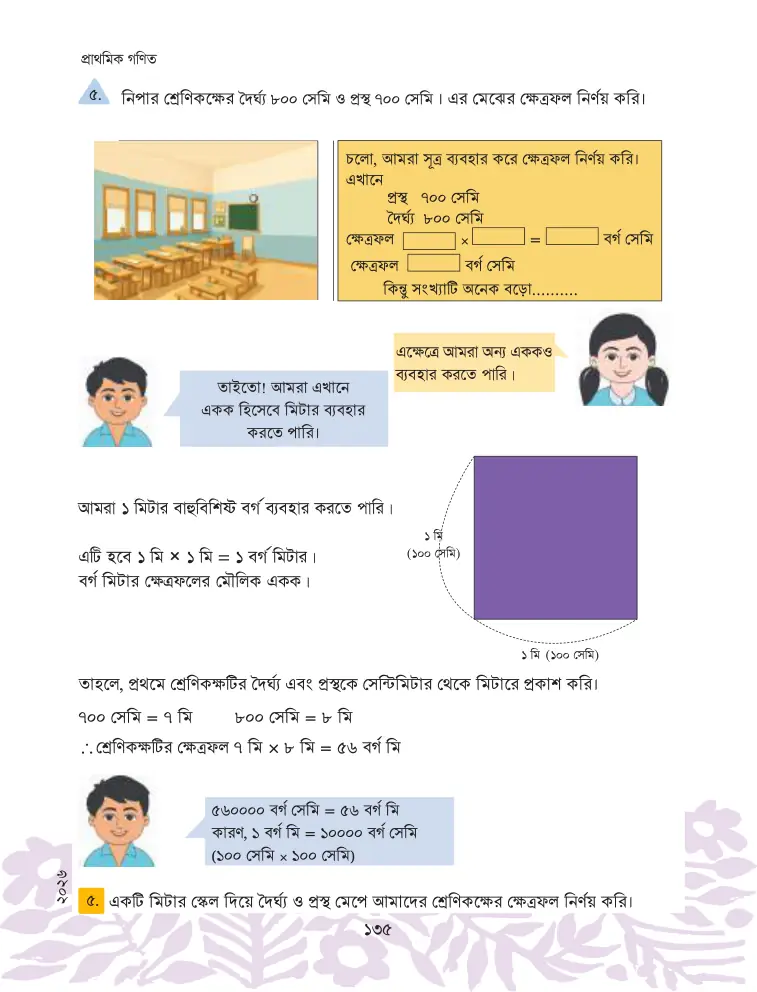 প্রাথমিক গণিত
৫. নিপার শ্রেণিকক্ষের দৈর্ঘ্য ৮০০ সেমি ও প্রস্থ ৭০০ সেমি। এর মেঝের ক্ষেত্রফল নির্ণয় করি।
চলো, আমরা সূত্র ব্যবহার করে ক্ষেত্রফল নির্ণয় করি।
এখানে
প্রস্থ ৭০০ সেমি
দৈর্ঘ্য ৮০০ সেমি
ক্ষেত্রফল × = বর্গ সেমি
ক্ষেত্রফল বর্গ সেমি
কিন্তু সংখ্যাটি অনেক বড়ো..........
এক্ষেত্রে আমরা অন্য এককও
ব্যবহার করতে পারি।
তাইতো! আমরা এখানে
একক হিসেবে মিটার ব্যবহার
করতে পারি।
আমরা ১ মিটার বাহুবিশিষ্ট বর্গ ব্যবহার করতে পারি।
এটি হবে ১ মি × ১ মি = ১ বর্গ মিটার।
বর্গ মিটার ক্ষেত্রফলের মৌলিক একক।
১ মি
(১০০ সেমি)
১ মি (১০০ সেমি)
তাহলে, প্রথমে শ্রেণিকক্ষটির দৈর্ঘ্য এবং প্রস্থকে সেন্টিমিটার থেকে মিটারে প্রকাশ করি।
৭০০ সেমি = ৭ মি ৮০০ সেমি = ৮ মি
∴ শ্রেণিকক্ষটির ক্ষেত্রফল ৭ মি × ৮ মি = ৫৬ বর্গ মি
৫৬০০০০ বর্গ সেমি = ৫৬ বর্গ মি
কারণ, ১ বর্গ মি = ১০০০০ বর্গ সেমি
(১০০ সেমি × ১০০ সেমি)
৫. একটি মিটার স্কেল দিয়ে দৈর্ঘ্য ও প্রস্থ মেপে আমাদের শ্রেণিকক্ষের ক্ষেত্রফল নির্ণয় করি।
২০২৬
১৩৫